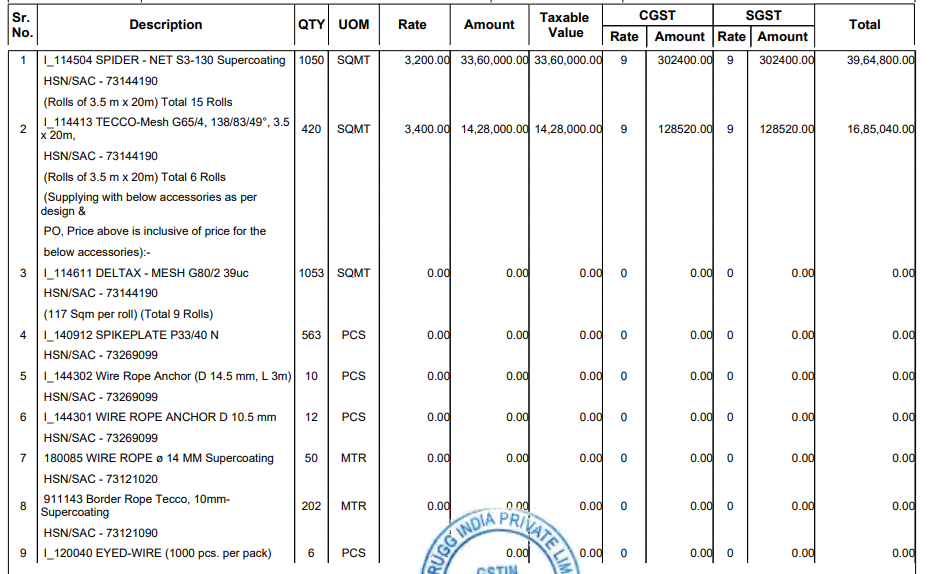 Sr. No. Description QTY UOM Rate Amount Taxable Value CGST SGST Total
Rate Amount Rate Amount
1 I_114504 SPIDER - NET S3-130 Supercoating 1050 SQMT 3,200.00 33,60,000.00 33,60,000.00 9 302400.00 9 302400.00 39,64,800.00
HSN/SAC - 73144190
(Rolls of 3.5 m x 20m) Total 15 Rolls
2 I_114413 TECCO-Mesh G65/4, 138/83/49°, 3.5 420 SQMT 3,400.00 14,28,000.00 14,28,000.00 9 128520.00 9 128520.00 16,85,040.00
x 20m,
HSN/SAC - 73144190
(Rolls of 3.5 m x 20m) Total 6 Rolls
(Supplying with below accessories as per
design &
PO, Price above is inclusive of price for the
below accessories):-
3 I_114611 DELTAX - MESH G80/2 39uc 1053 SQMT 0.00 0.00 0.00 0 0.00 0 0.00 0.00
HSN/SAC - 73144190
(117 Sqm per roll) (Total 9 Rolls)
4 I_140912 SPIKEPLATE P33/40 N 563 PCS 0.00 0.00 0.00 0 0.00 0 0.00 0.00
HSN/SAC - 73269099
5 I_144302 Wire Rope Anchor (D 14.5 mm, L 3m) 10 PCS 0.00 0.00 0.00 0 0.00 0 0.00 0.00
HSN/SAC - 73269099
6 I_144301 WIRE ROPE ANCHOR D 10.5 mm 12 PCS 0.00 0.00 0.00 0 0.00 0 0.00 0.00
HSN/SAC - 73269099
7 180085 WIRE ROPE ø 14 MM Supercoating 50 MTR 0.00 0.00 0.00 0 0.00 0 0.00 0.00
HSN/SAC - 73121020
8 911143 Border Rope Tecco, 10mm- 202 MTR 0.00 0.00 0.00 0 0.00 0 0.00 0.00
Supercoating
HSN/SAC - 73121090
9 I_120040 EYED-WIRE (1000 pcs. per pack) 6 PCS 0.00 0.00 0 0.00 0 0.00 0.00
RUGG INDIA PRIVATE LIM
GSTIN